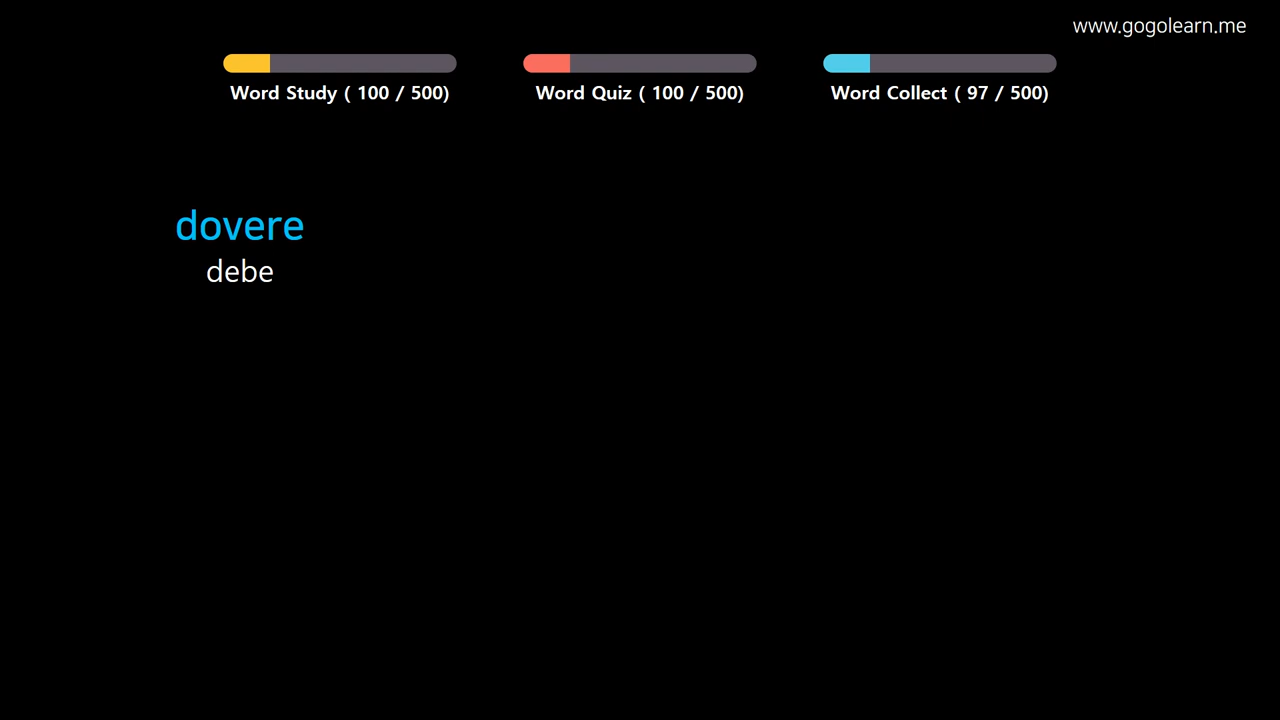 www.gogolearn.me
Word Study ( 100 / 500)
Word Quiz ( 100 / 500)
Word Collect ( 97 / 500)
dovere
debe